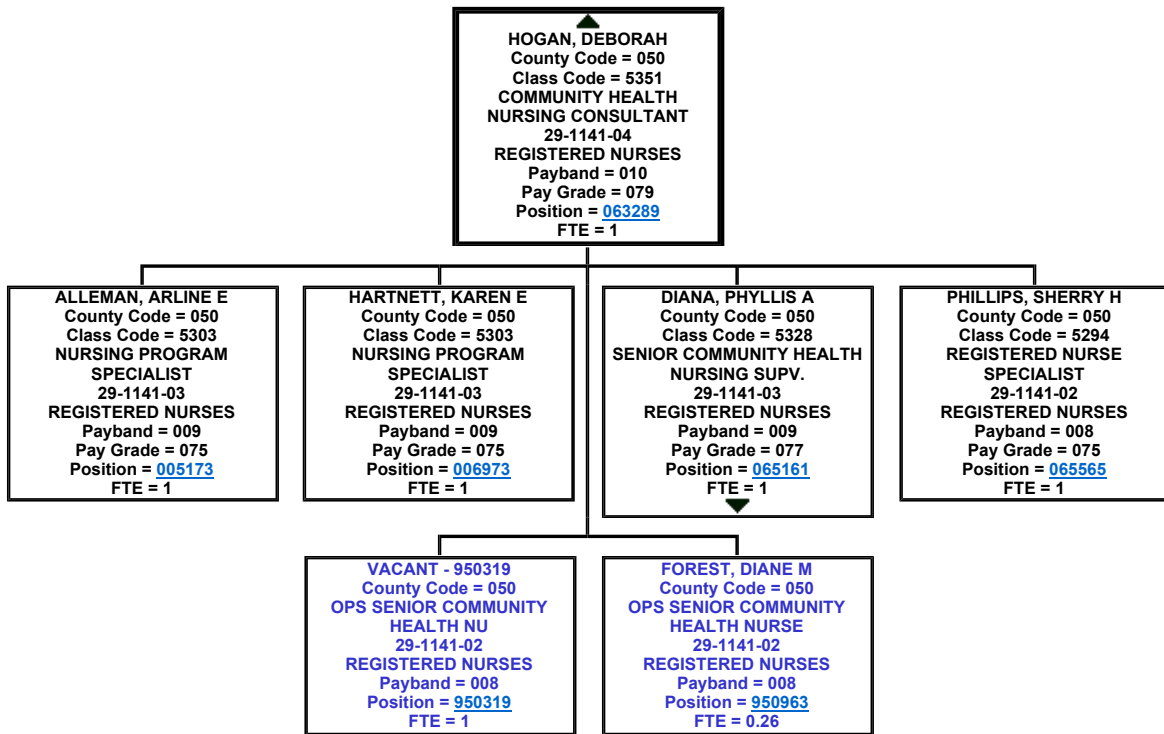 HOGAN, DEBORAH
County Code = 050
Class Code = 5351
COMMUNITY HEALTH
NURSING CONSULTANT
29-1141-04
REGISTERED NURSES
Payband = 010
Pay Grade = 079
Position = 063289
FTE = 1
ALLEMAN, ARLINE E
County Code = 050
Class Code = 5303
NURSING PROGRAM
SPECIALIST
29-1141-03
REGISTERED NURSES
Payband = 009
Pay Grade = 075
Position = 005173
FTE = 1
HARTNETT, KAREN E
County Code = 050
Class Code = 5303
NURSING PROGRAM
SPECIALIST
29-1141-03
REGISTERED NURSES
Payband = 009
Pay Grade = 075
Position = 006973
FTE = 1
DIANA, PHYLLIS A
County Code = 050
Class Code = 5328
SENIOR COMMUNITY HEALTH
NURSING SUPV.
29-1141-03
REGISTERED NURSES
Payband = 009
Pay Grade = 077
Position = 065161
FTE = 1
PHILLIPS, SHERRY H
County Code = 050
Class Code = 5294
REGISTERED NURSE
SPECIALIST
29-1141-02
REGISTERED NURSES
Payband = 008
Pay Grade = 075
Position = 065565
FTE = 1
VACANT - 950319
County Code = 050
OPS SENIOR COMMUNITY
HEALTH NU
29-1141-02
REGISTERED NURSES
Payband = 008
Position = 950319
FTE = 1
FOREST, DIANE M
County Code = 050
OPS SENIOR COMMUNITY
HEALTH NURSE
29-1141-02
REGISTERED NURSES
Payband = 008
Position = 950963
FTE = 0.26